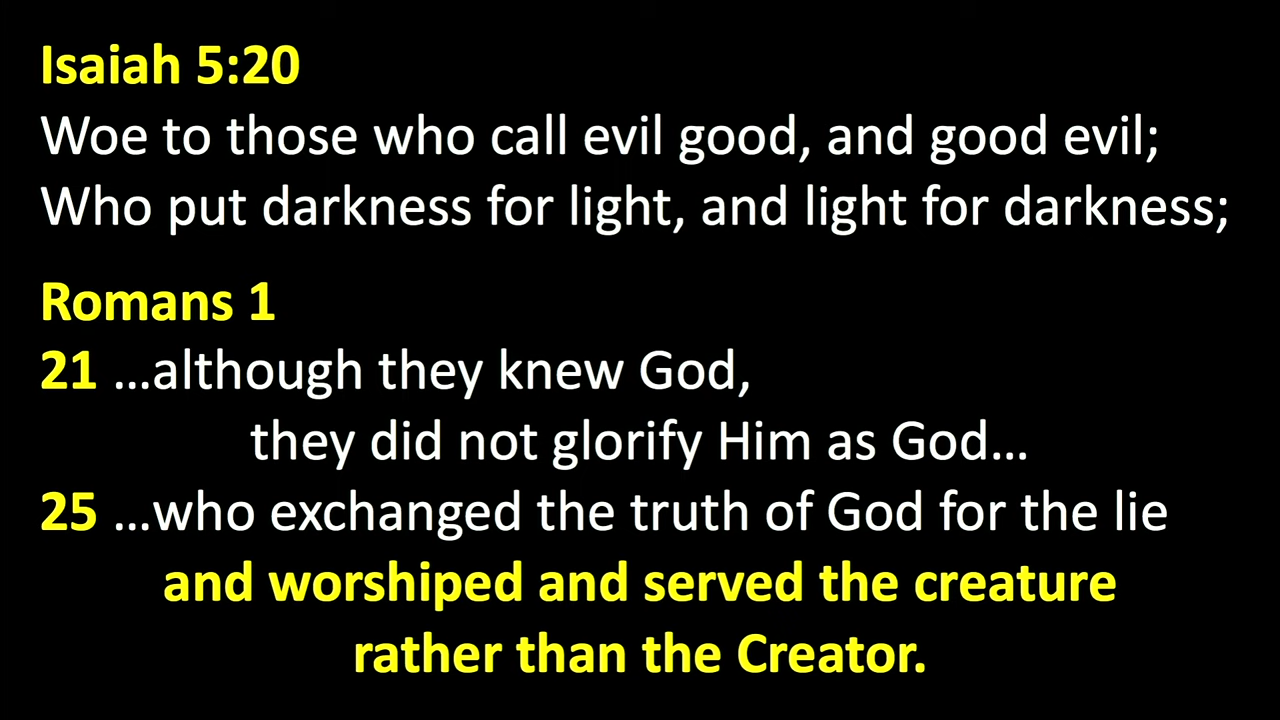 Isaiah 5:20
Woe to those who call evil good, and good evil;
Who put darkness for light, and light for darkness;
Romans 1
21 …although they knew God,
they did not glorify Him as God…
25 …who exchanged the truth of God for the lie
and worshiped and served the creature
rather than the Creator.